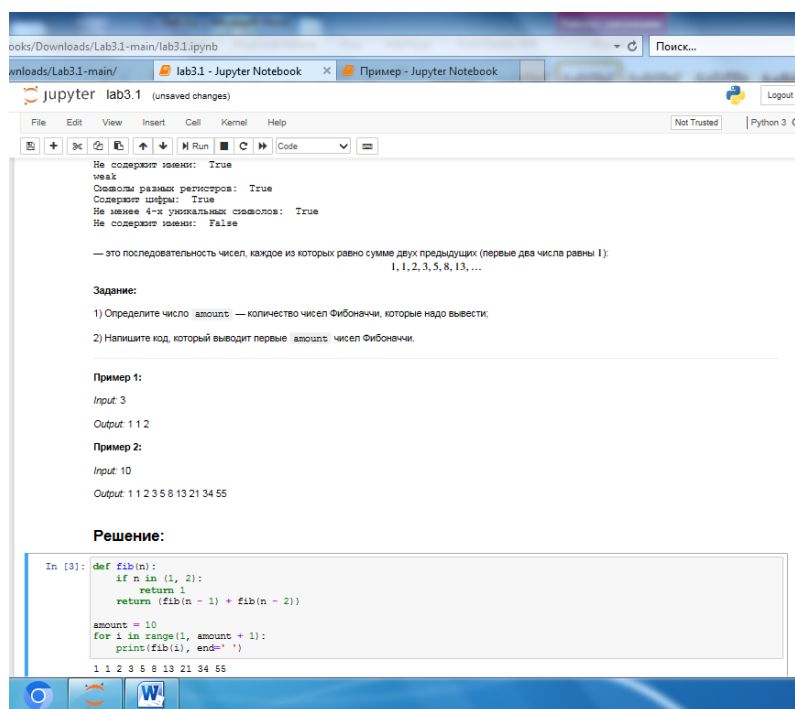 ooks/Downloads/Lab3.1-main/lab3.1.ipynb
Поиск...
wnloads/Lab3.1-main/
lab3.1 - Jupyter Notebook
Пример - Jupyter Notebook
jupyter lab3.1 (unsaved changes)
Logout
File Edit View Insert Cell Kernel Help
Not Trusted
Python 3
Run
Code
Не содержит имени: True
weak
Символы разных регистров: True
Содержит цифры: True
Не менее 4-х уникальных символов: True
Не содержит имени: False
— это последовательность чисел, каждое из которых равно сумме двух предыдущих (первые два числа равны 1):
1, 1, 2, 3, 5, 8, 13, …
Задание:
1) Определите число amount — количество чисел Фибоначчи, которые надо вывести;
2) Напишите код, который выводит первые amount чисел Фибоначчи.
Пример 1:
Input: 3
Output: 1 1 2
Пример 2:
Input: 10
Output: 1 1 2 3 5 8 13 21 34 55
Решение:
In [3]: def fib(n):
if n in (1, 2):
return 1
return (fib(n - 1) + fib(n - 2))
amount = 10
for i in range(1, amount + 1):
print(fib(i), end=' ')
1 1 2 3 5 8 13 21 34 55
W